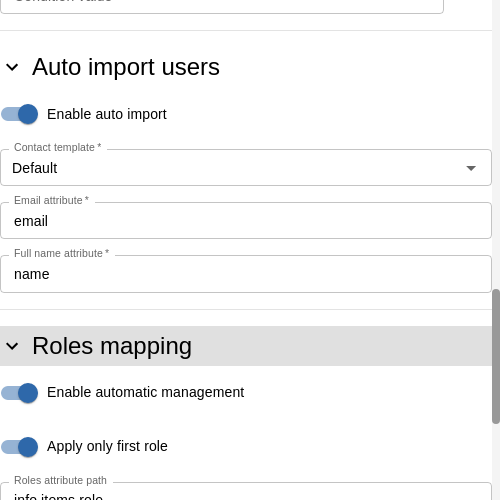 Condition value
Auto import users
Enable auto import
Contact template *
Default
Email attribute *
email
Full name attribute *
name
Roles mapping
Enable automatic management
Apply only first role
Roles attribute path
info.items.role